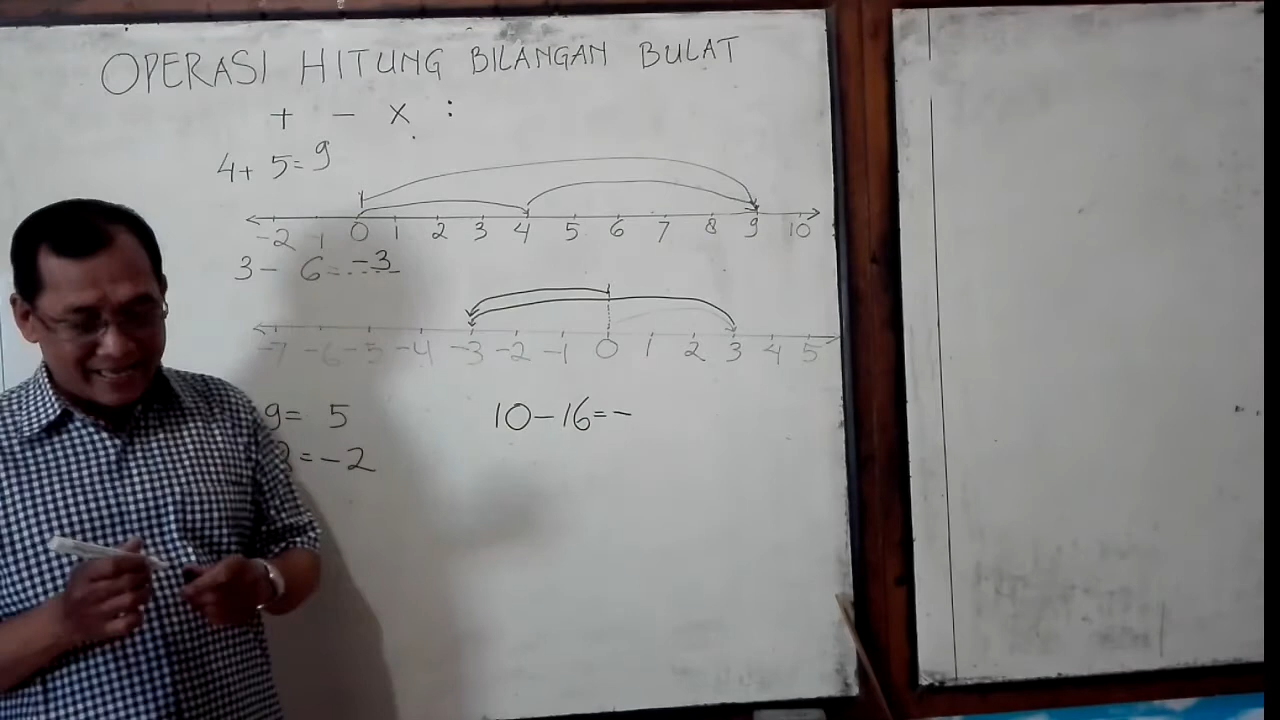 OPERASI HITUNG BILANGAN BULAT
+ - x :
4+ 5=9
-2 1 0 1 2 3 4 5 6 7 8 9 10
3- 6=-3
-7 -6 -5 -4 -3 -2 -1 0 1 2 3 4 5
9= 5
=-2
10-16=-